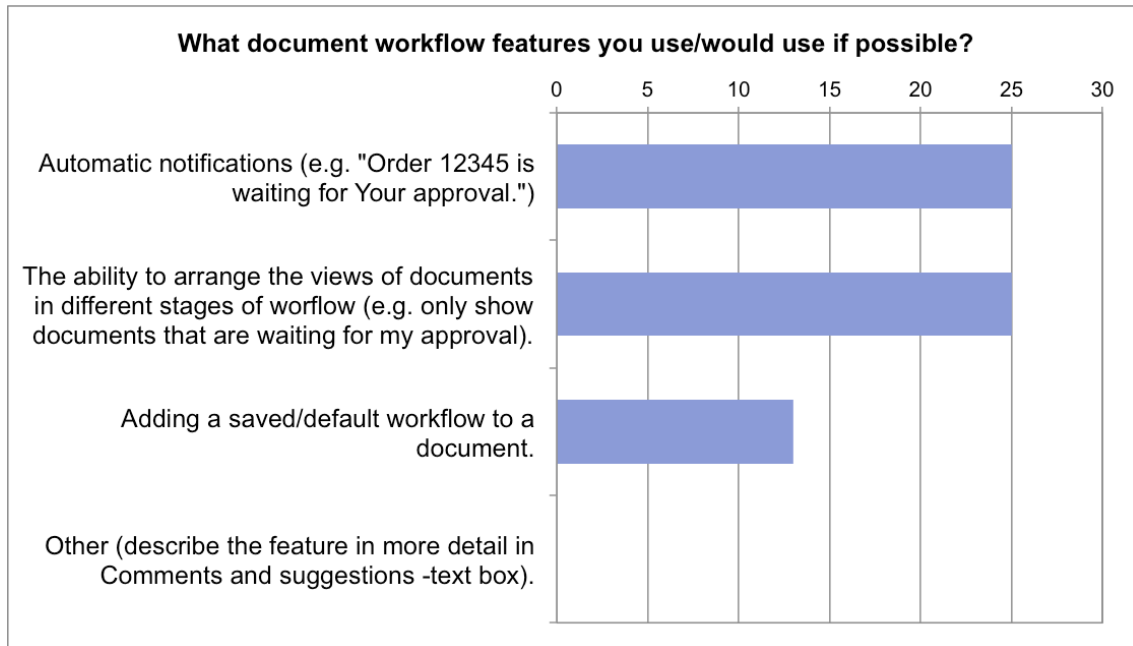 What document workflow features you use/would use if possible?
0 5 10 15 20 25 30
Automatic notifications (e.g. "Order 12345 is
waiting for Your approval.")
The ability to arrange the views of documents
in different stages of worflow (e.g. only show
documents that are waiting for my approval).
Adding a saved/default workflow to a
document.
Other (describe the feature in more detail in
Comments and suggestions -text box).